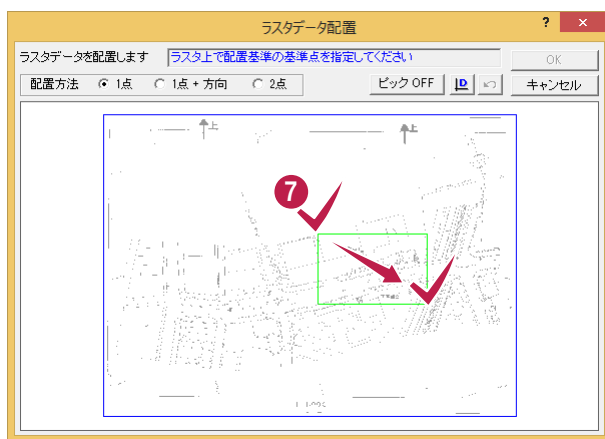 ラスタデータ配置
?
×
ラスタデータを配置します
ラスタ上で配置基準の基準点を指定してください
OK
配置方法 1点 1点 + 方向 2点
ピック OFF
D
キャンセル
上
上
7